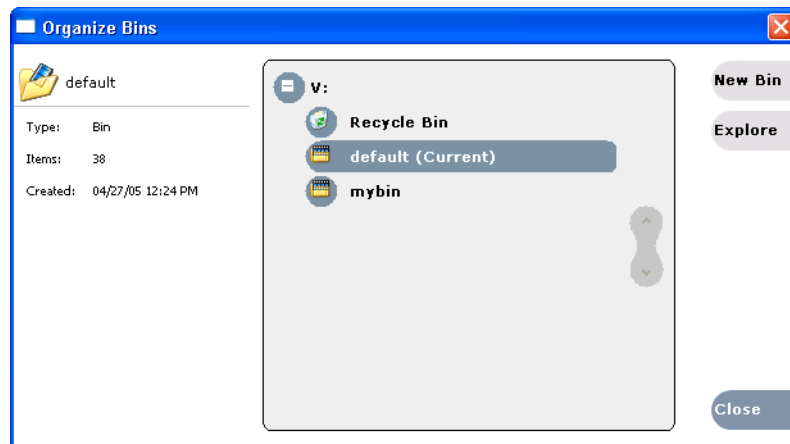 Organize Bins
default
Type: Bin
Items: 38
Created: 04/27/05 12:24 PM
V:
Recycle Bin
default (Current)
mybin
New Bin
Explore
Close